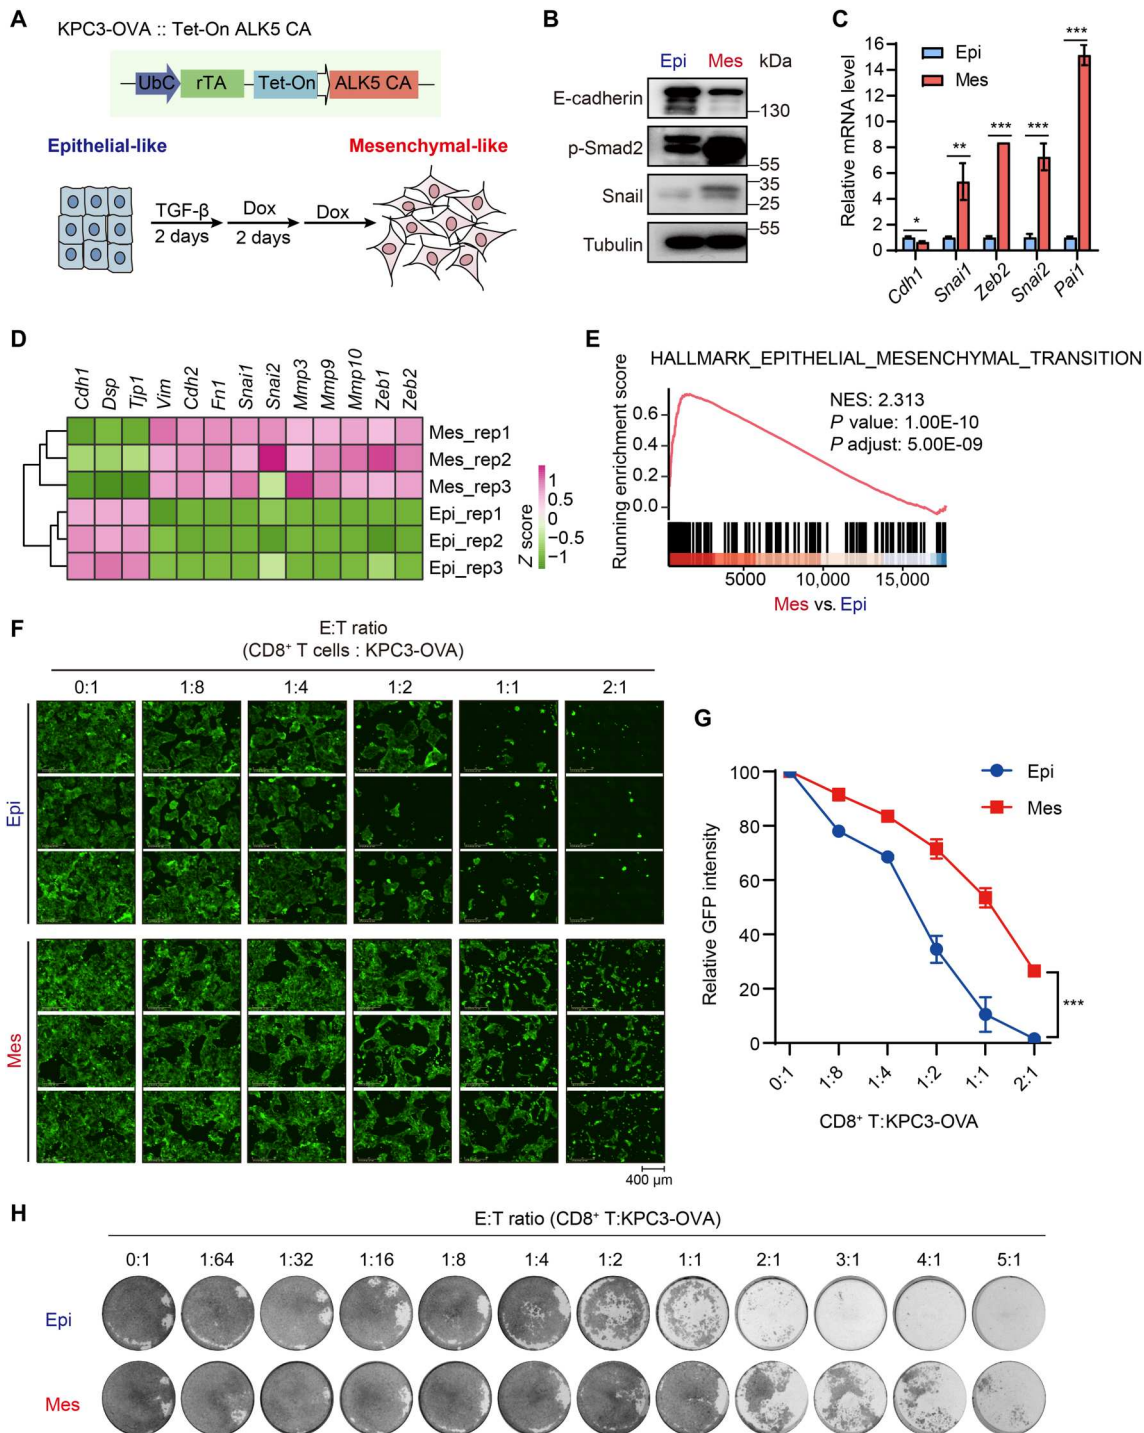 A
KPC3-OVA :: Tet-On ALK5 CA
UbC rTA Tet-On ALK5 CA
Epithelial-like Mesenchymal-like
TGF-β Dox Dox
2 days 2 days
B
Epi Mes kDa
E-cadherin
130
p-Smad2
55
Snail
35
25
Tubulin
55
C
Relative mRNA level
16
14
12
10
8
6
4
2
0
Epi
Mes
* ** *** *** ***
Cdh1 Snai1 Zeb2 Snai2 Pai1
D
Cdh1 Dsp Tjp1 Vim Cdh2 Fn1 Snai1 Snai2 Mmp3 Mmp9 Mmp10 Zeb1 Zeb2
Mes_rep1
Mes_rep2
Mes_rep3
Epi_rep1
Epi_rep2
Epi_rep3
Z score
1
0.5
0
−0.5
−1
E
HALLMARK_EPITHELIAL_MESENCHYMAL_TRANSITION
Running enrichment score
0.6
0.4
0.2
0.0
NES: 2.313
P value: 1.00E-10
P adjust: 5.00E-09
5000 10,000 15,000
Mes vs. Epi
F
E:T ratio
(CD8⁺ T cells : KPC3-OVA)
0:1 1:8 1:4 1:2 1:1 2:1
Epi
Mes
400 µm
G
Relative GFP intensity
100
80
60
40
20
0
Epi
Mes
***
0:1 1:8 1:4 1:2 1:1 2:1
CD8⁺ T:KPC3-OVA
H
E:T ratio (CD8⁺ T:KPC3-OVA)
0:1 1:64 1:32 1:16 1:8 1:4 1:2 1:1 2:1 3:1 4:1 5:1
Epi
Mes